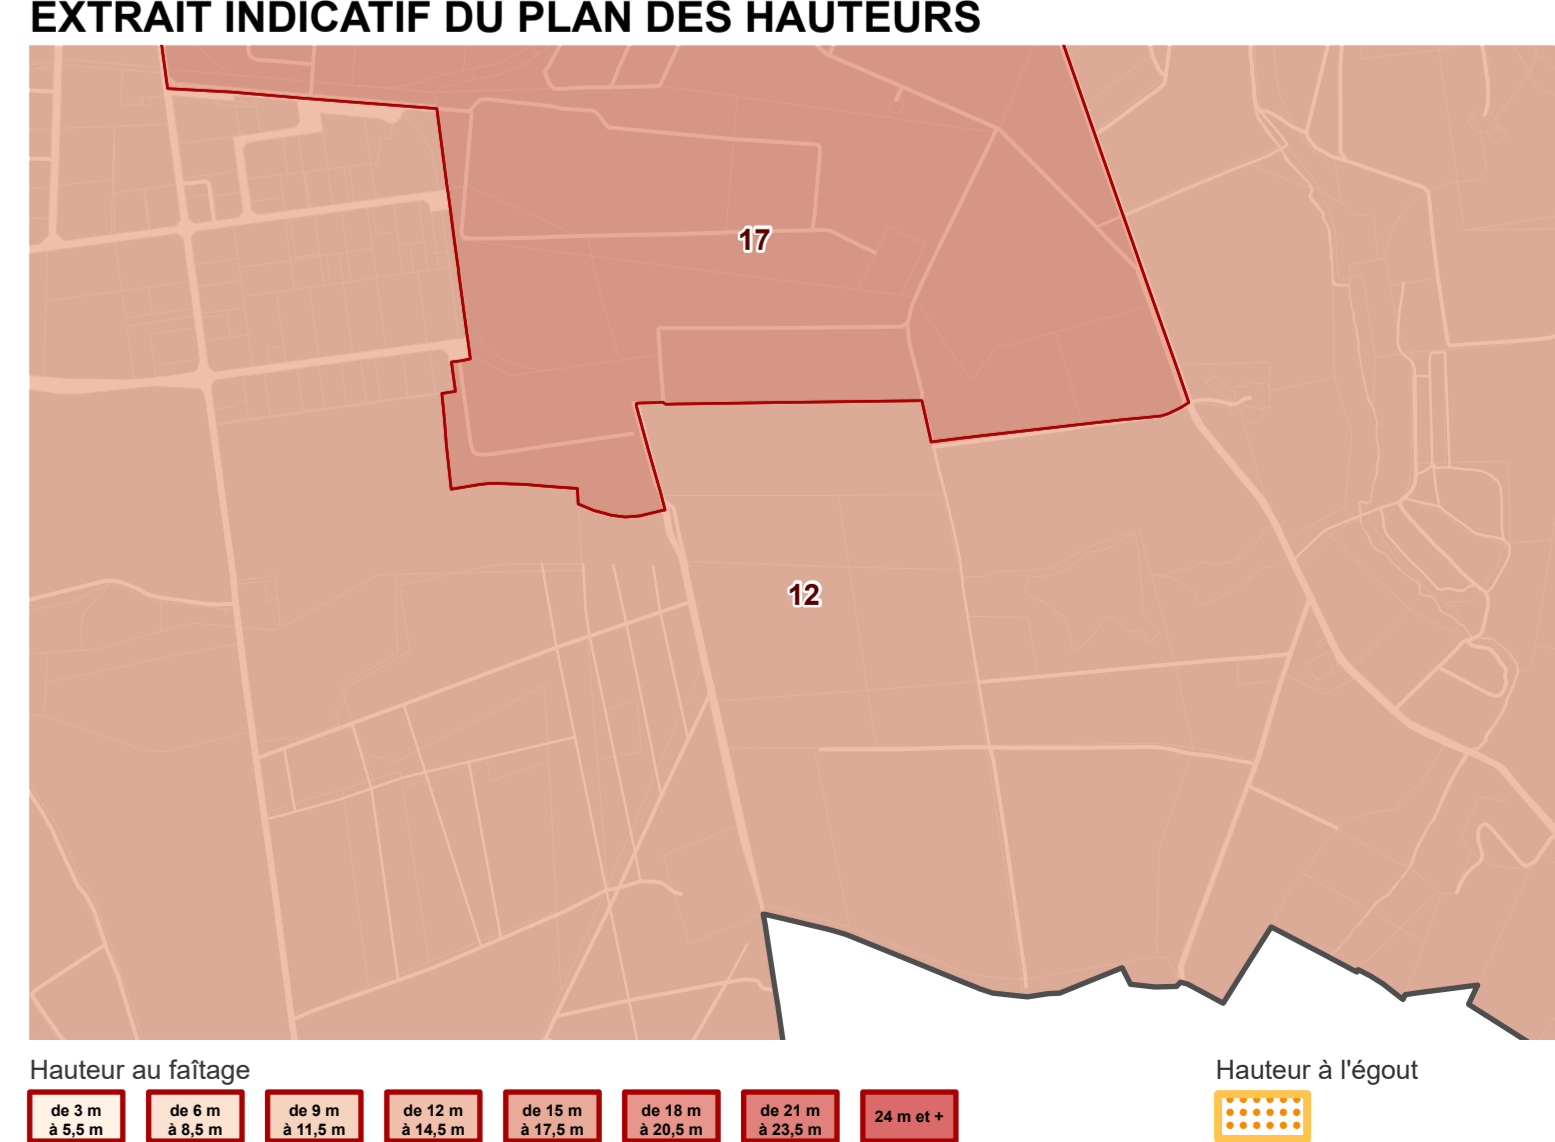 EXTRAIT INDICATIF DU PLAN DES HAUTEURS
17
12
Hauteur au faîtage
Hauteur à l'égout
de 3 m
à 5,5 m
de 6 m
à 8,5 m
de 9 m
à 11,5 m
de 12 m
à 14,5 m
de 15 m
à 17,5 m
de 18 m
à 20,5 m
de 21 m
à 23,5 m
24 m et +